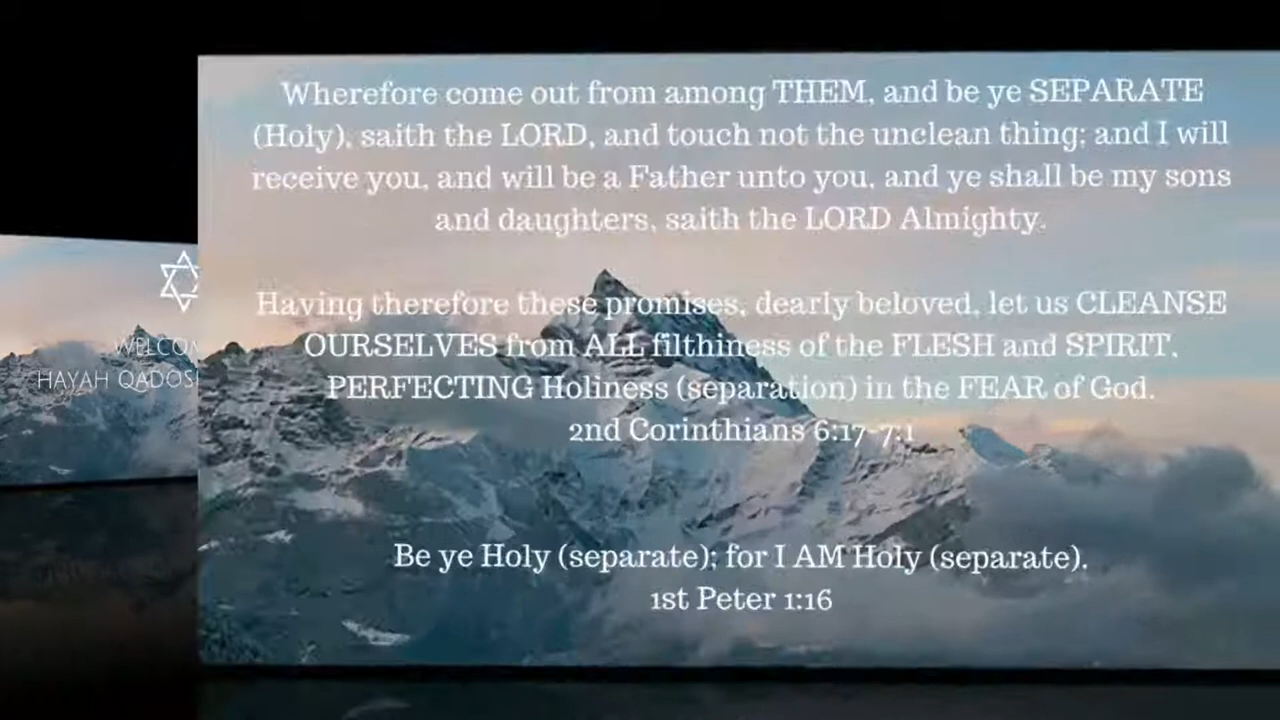 Wherefore come out from among THEM, and be ye SEPARATE
(Holy), saith the LORD, and touch not the unclean thing; and I will
receive you, and will be a Father unto you, and ye shall be my sons
and daughters, saith the LORD Almighty.
Having therefore these promises, dearly beloved, let us CLEANSE
OURSELVES from ALL filthiness of the FLESH and SPIRIT,
PERFECTING Holiness (separation) in the FEAR of God.
2nd Corinthians 6:17-7:1
Be ye Holy (separate); for I AM Holy (separate).
1st Peter 1:16
HAYAH